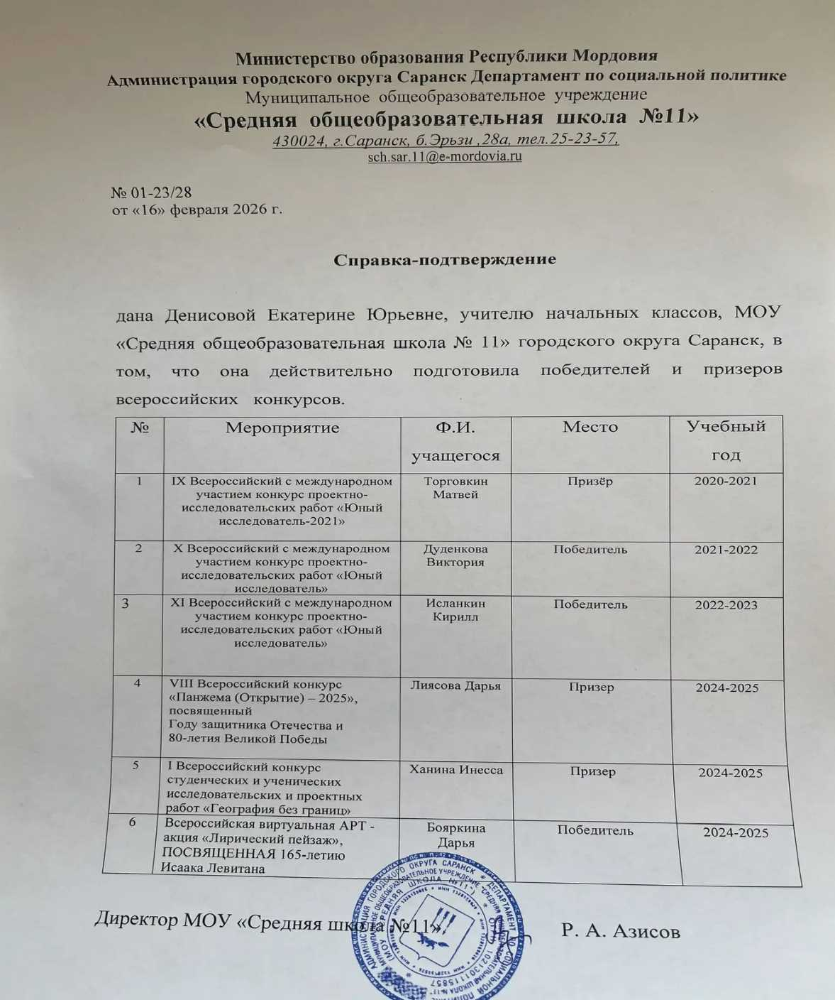 Министерство образования Республики Мордовия
Администрация городского округа Саранск Департамент по социальной политике
Муниципальное общеобразовательное учреждение
«Средняя общеобразовательная школа №11»
430024, г.Саранск, б.Эрьзи ,28а, тел.25-23-57,
sch.sar.11@e-mordovia.ru
№ 01-23/28
от «16» февраля 2026 г.
Справка-подтверждение
дана Денисовой Екатерине Юрьевне, учителю начальных классов, МОУ
«Средняя общеобразовательная школа № 11» городского округа Саранск, в
том, что она действительно подготовила победителей и призеров
всероссийских конкурсов.
№ Мероприятие Ф.И. учащегося Место Учебный год
1 IX Всероссийский с международном Торговкин Призёр 2020-2021
участием конкурс проектно- Матвей
исследовательских работ «Юный
исследователь-2021»
2 X Всероссийский с международном Дуденкова Победитель 2021-2022
участием конкурс проектно- Виктория
исследовательских работ «Юный
исследователь»
3 XI Всероссийский с международном Исланкин Победитель 2022-2023
участием конкурс проектно- Кирилл
исследовательских работ «Юный
исследователь»
4 VIII Всероссийский конкурс Лиясова Дарья Призер 2024-2025
«Панжема (Открытие) – 2025»,
посвященный
Году защитника Отечества и
80-летия Великой Победы
5 I Всероссийский конкурс Ханина Инесса Призер 2024-2025
студенческих и ученических
исследовательских и проектных
работ «География без границ»
6 Всероссийская виртуальная АРТ - Бояркина Победитель 2024-2025
акция «Лирический пейзаж», Дарья
ПОСВЯЩЕННАЯ 165-летию
Исаака Левитана
Директор МОУ «Средняя школа №11». Р. А. Азисов
АДМИНИСТРАЦИЯ ГОРОДСКОГО ОКРУГА САРАНСК * ДЕПАРТАМЕНТ ПО СОЦИАЛЬНОЙ ПОЛИТИКЕ
МУНИЦИПАЛЬНОЕ ОБЩЕОБРАЗОВАТЕЛЬНОЕ УЧРЕЖДЕНИЕ "СРЕДНЯЯ ОБЩЕОБРАЗОВАТЕЛЬНАЯ ШКОЛА №11"
(МОУ "СРЕДНЯЯ ШКОЛА №11") * ОГРН 1021301115857